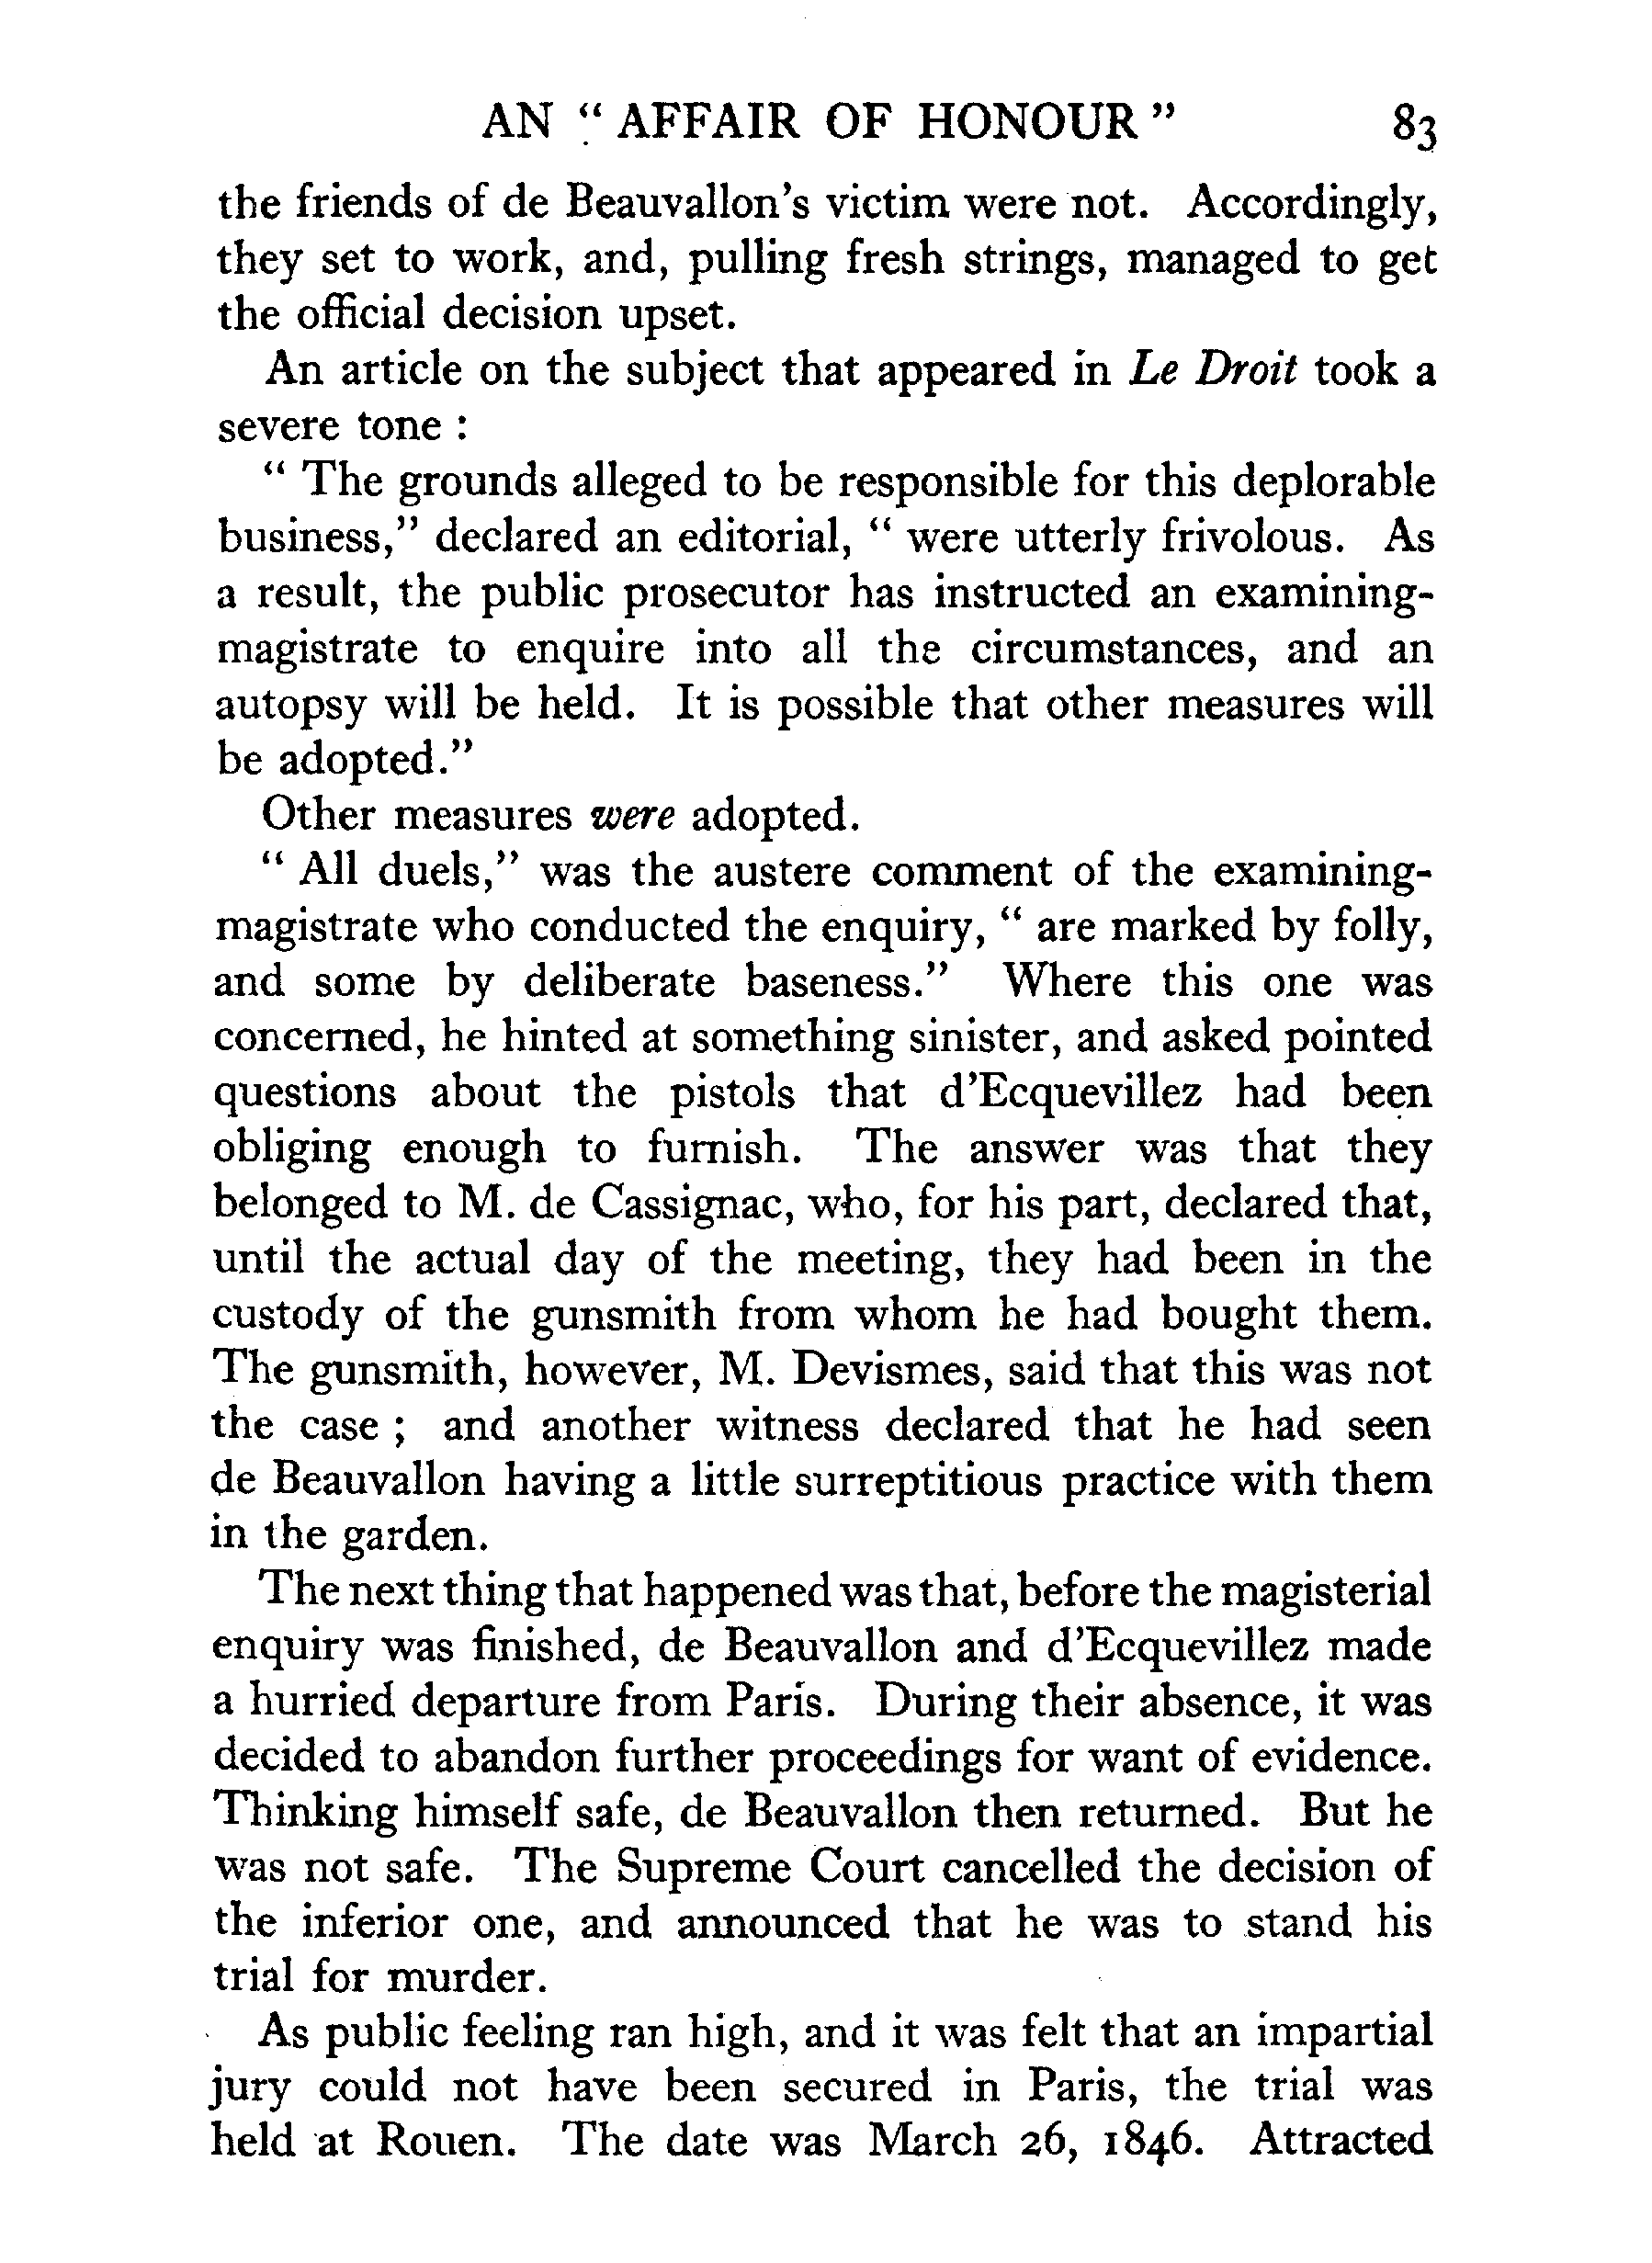 AN " AFFAIR OF HONOUR " 83
the friends of de Beauvallon's victim were not. Accordingly,
they set to work, and, pulling fresh strings, managed to get
the official decision upset.
An article on the subject that appeared in Le Droit took a
severe tone :
" The grounds alleged to be responsible for this deplorable
business," declared an editorial, " were utterly frivolous. As
a result, the public prosecutor has instructed an examining-
magistrate to enquire into all the circumstances, and an
autopsy will be held. It is possible that other measures will
be adopted."
Other measures were adopted.
" All duels," was the austere comment of the examining-
magistrate who conducted the enquiry, " are marked by folly,
and some by deliberate baseness." Where this one was
concerned, he hinted at something sinister, and asked pointed
questions about the pistols that d'Ecquevillez had been
obliging enough to furnish. The answer was that they
belonged to M. de Cassignac, who, for his part, declared that,
until the actual day of the meeting, they had been in the
custody of the gunsmith from whom he had bought them.
The gunsmith, however, M. Devismes, said that this was not
the case ; and another witness declared that he had seen
de Beauvallon having a little surreptitious practice with them
in the garden.
The next thing that happened was that, before the magisterial
enquiry was finished, de Beauvallon and d'Ecquevillez made
a hurried departure from Paris. During their absence, it was
decided to abandon further proceedings for want of evidence.
Thinking himself safe, de Beauvallon then returned. But he
was not safe. The Supreme Court cancelled the decision of
the inferior one, and announced that he was to stand his
trial for murder.
As public feeling ran high, and it was felt that an impartial
jury could not have been secured in Paris, the trial was
held at Rouen. The date was March 26, 1846. Attracted